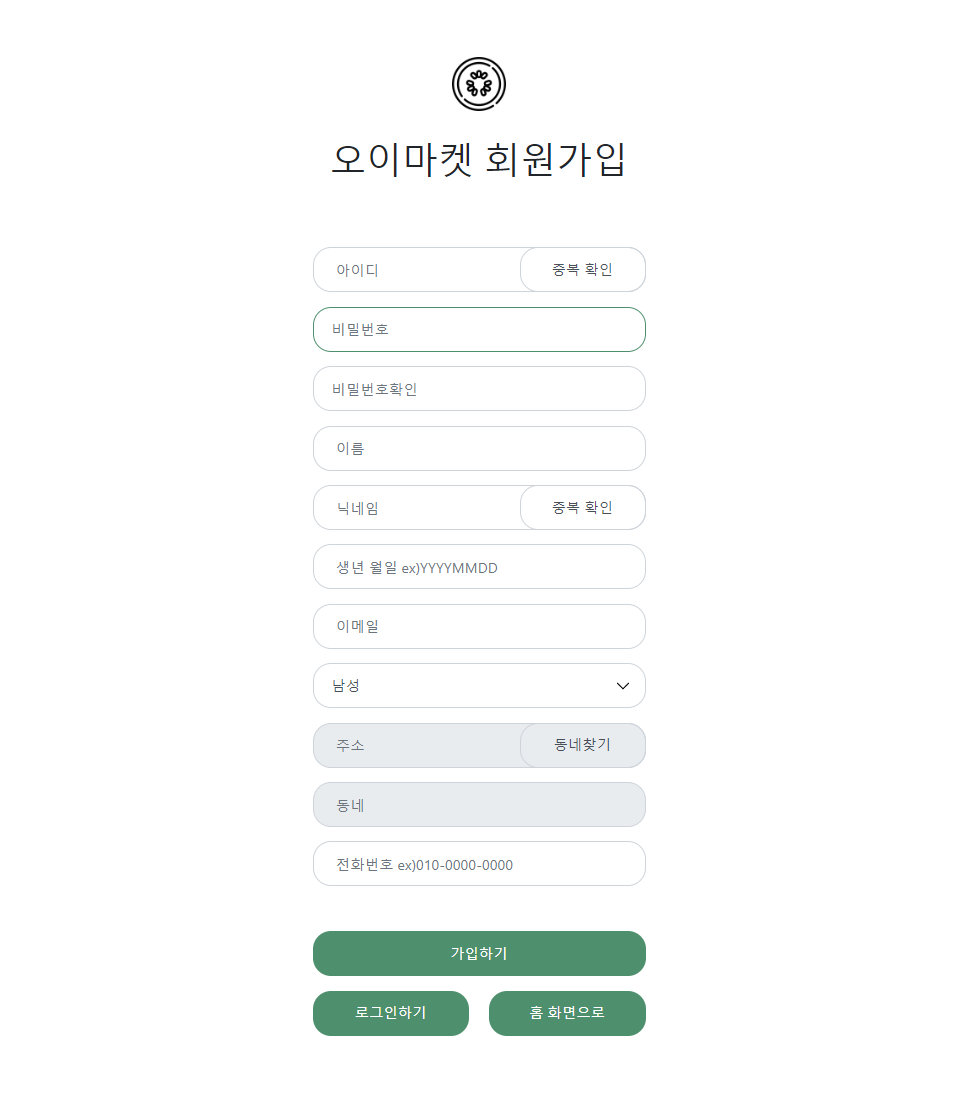 오이마켓 회원가입
아이디 중복 확인
비밀번호
비밀번호확인
이름
닉네임 중복 확인
생년 월일 ex)YYYYMMDD
이메일
남성
주소 동네찾기
동네
전화번호 ex)010-0000-0000
가입하기
로그인하기 홈 화면으로